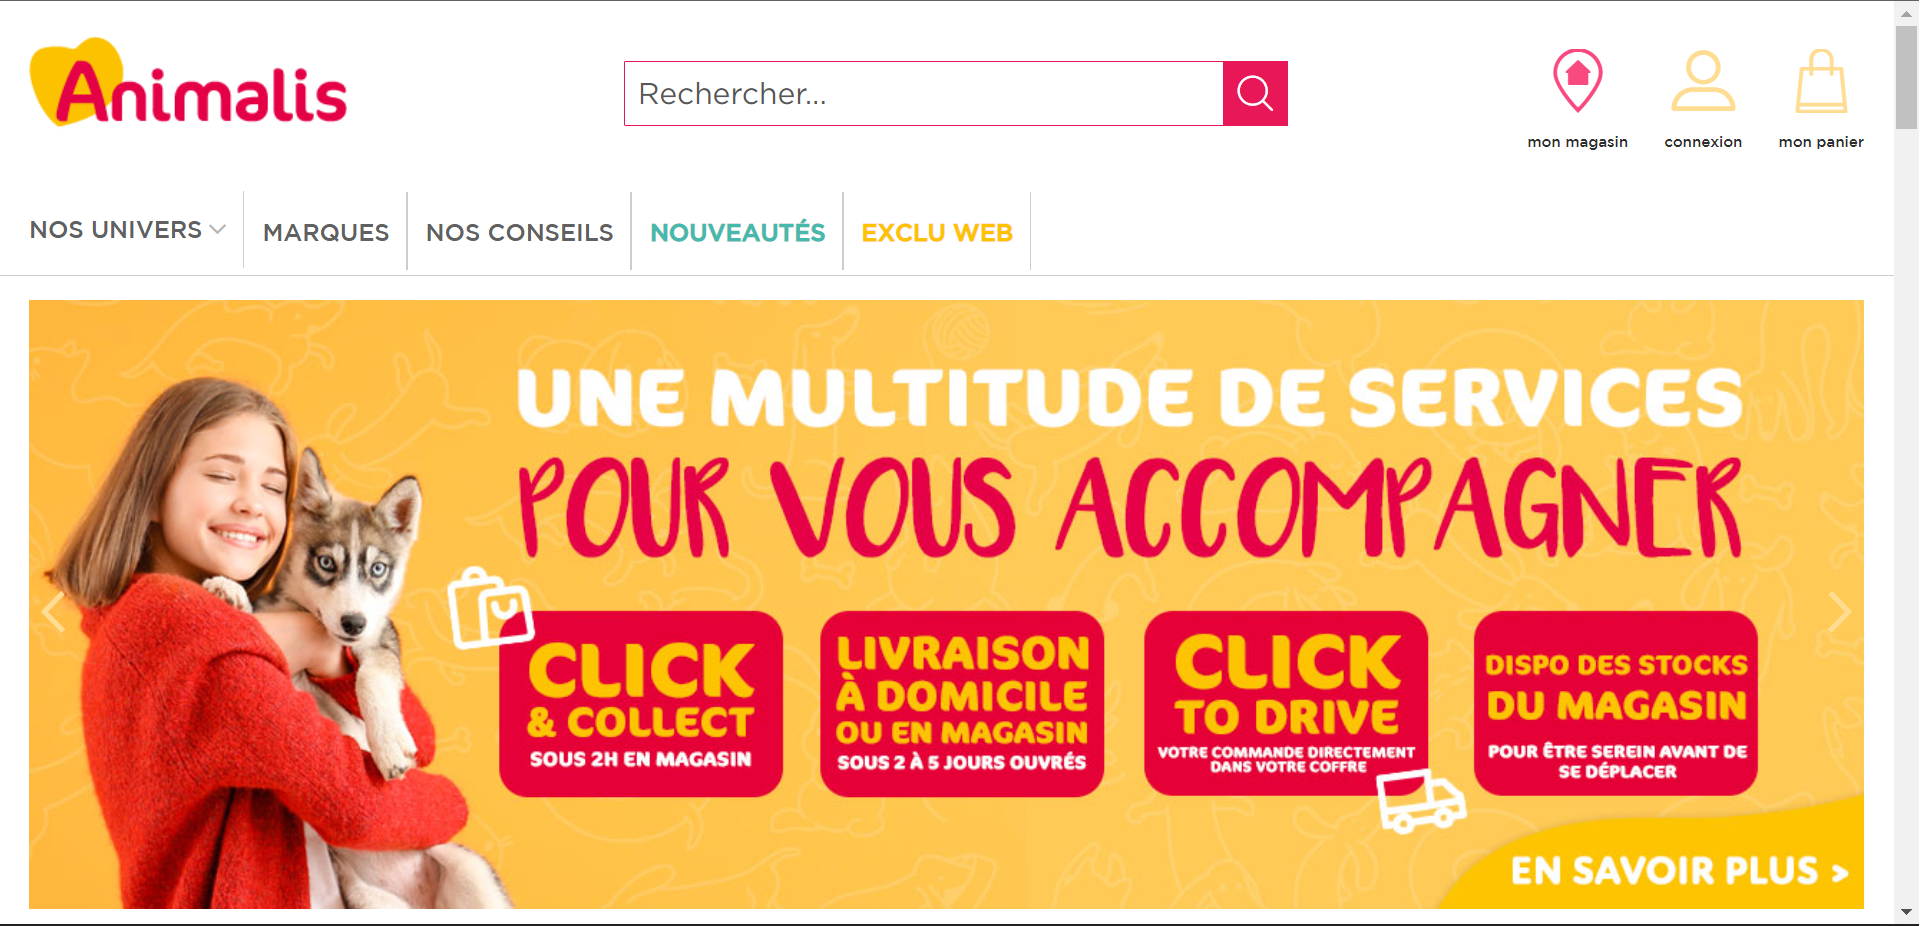 Animalis
Rechercher...
mon magasin
connexion
mon panier
NOS UNIVERS
MARQUES
NOS CONSEILS
NOUVEAUTÉS
EXCLU WEB
UNE MULTITUDE DE SERVICES
POUR VOUS ACCOMPAGNER
CLICK
& COLLECT
SOUS 2H EN MAGASIN
LIVRAISON
À DOMICILE
OU EN MAGASIN
SOUS 2 À 5 JOURS OUVRÉS
CLICK
TO DRIVE
VOTRE COMMANDE DIRECTEMENT
DANS VOTRE COFFRE
DISPO DES STOCKS
DU MAGASIN
POUR ÊTRE SEREIN AVANT DE
SE DÉPLACER
EN SAVOIR PLUS >